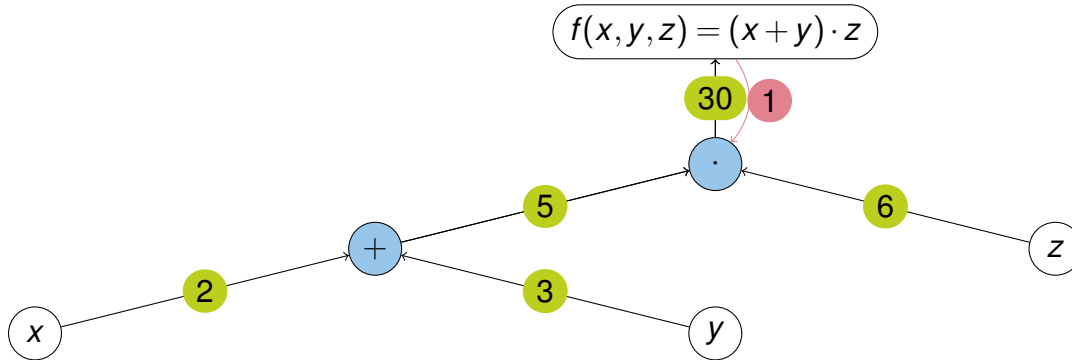 f(x, y, z) = (x + y) · z
30
1
·
5
6
+
z
2
3
x
y